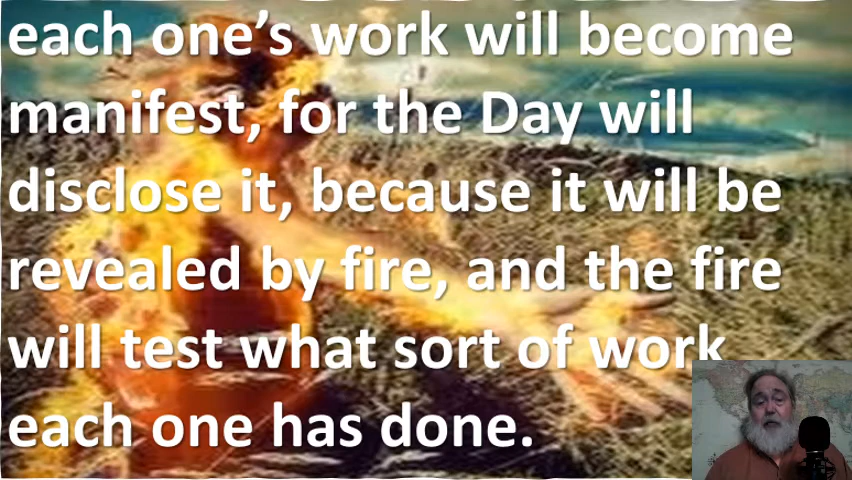 each one’s work will become
manifest, for the Day will
disclose it, because it will be
revealed by fire, and the fire
will test what sort of work
each one has done.